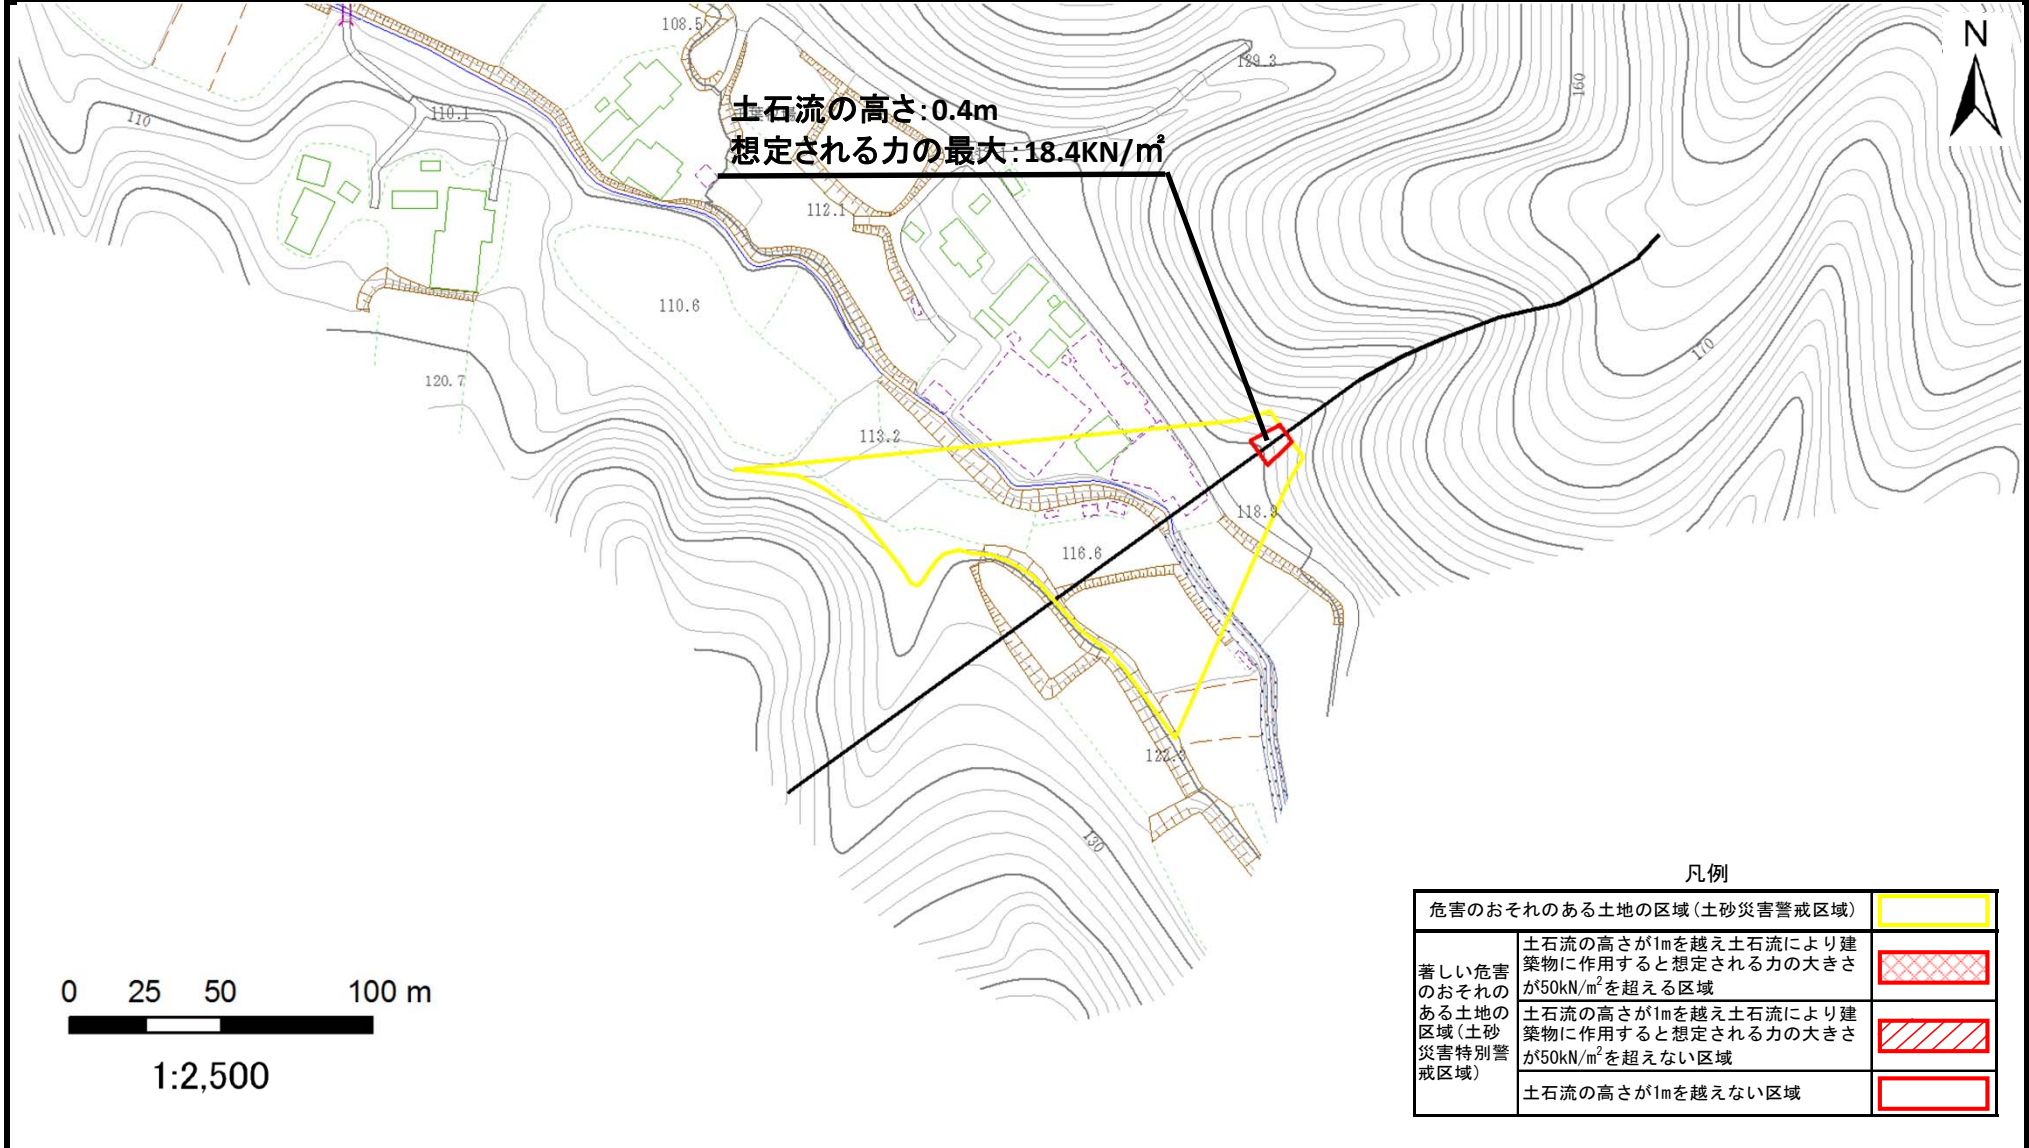 108.5
129.3
160
N
110
110.1
土石流の高さ:0.4m
想定される力の最大:18.4KN/㎡
112.1
110.6
170
120.7
113.2
118.9
116.6
122.3
130
凡例
危害のおそれのある土地の区域(土砂災害警戒区域)
著しい危害
のおそれの
ある土地の
区域(土砂
災害特別警
戒区域)
土石流の高さが1mを越え土石流により建
築物に作用すると想定される力の大きさ
が50kN/m²を超える区域
土石流の高さが1mを越え土石流により建
築物に作用すると想定される力の大きさ
が50kN/m²を超えない区域
土石流の高さが1mを越えない区域
0 25 50 100 m
1:2,500